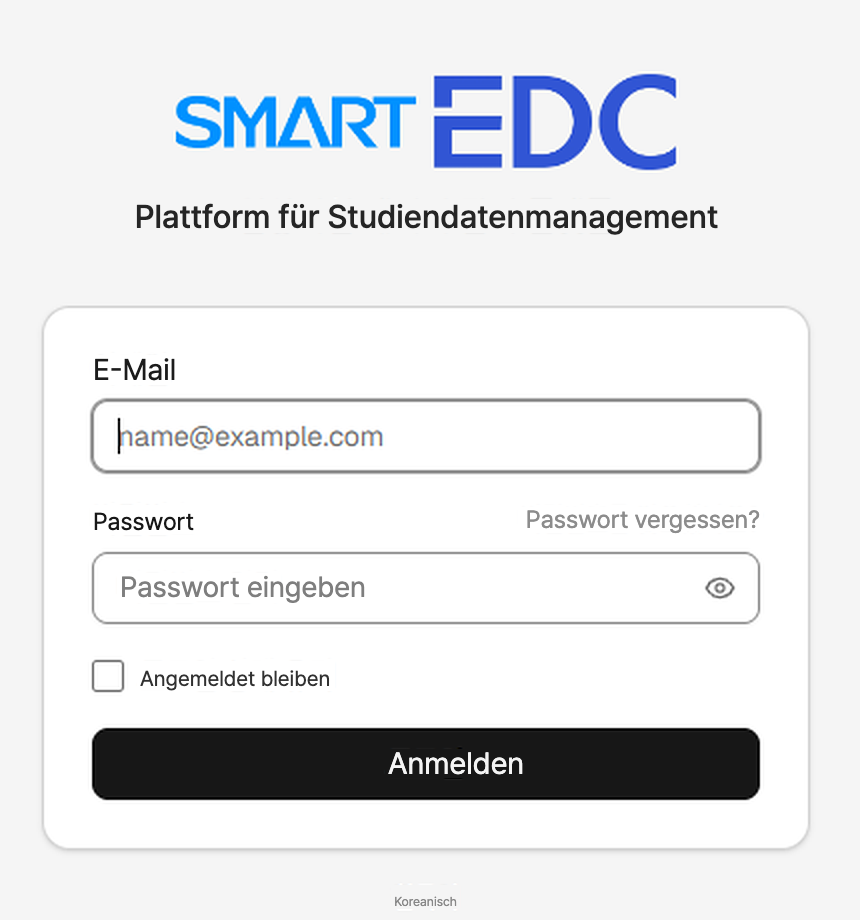 SMART EDC
Plattform für Studiendatenmanagement
E-Mail
name@example.com
Passwort Passwort vergessen?
Passwort eingeben
Angemeldet bleiben
Anmelden
Koreanisch